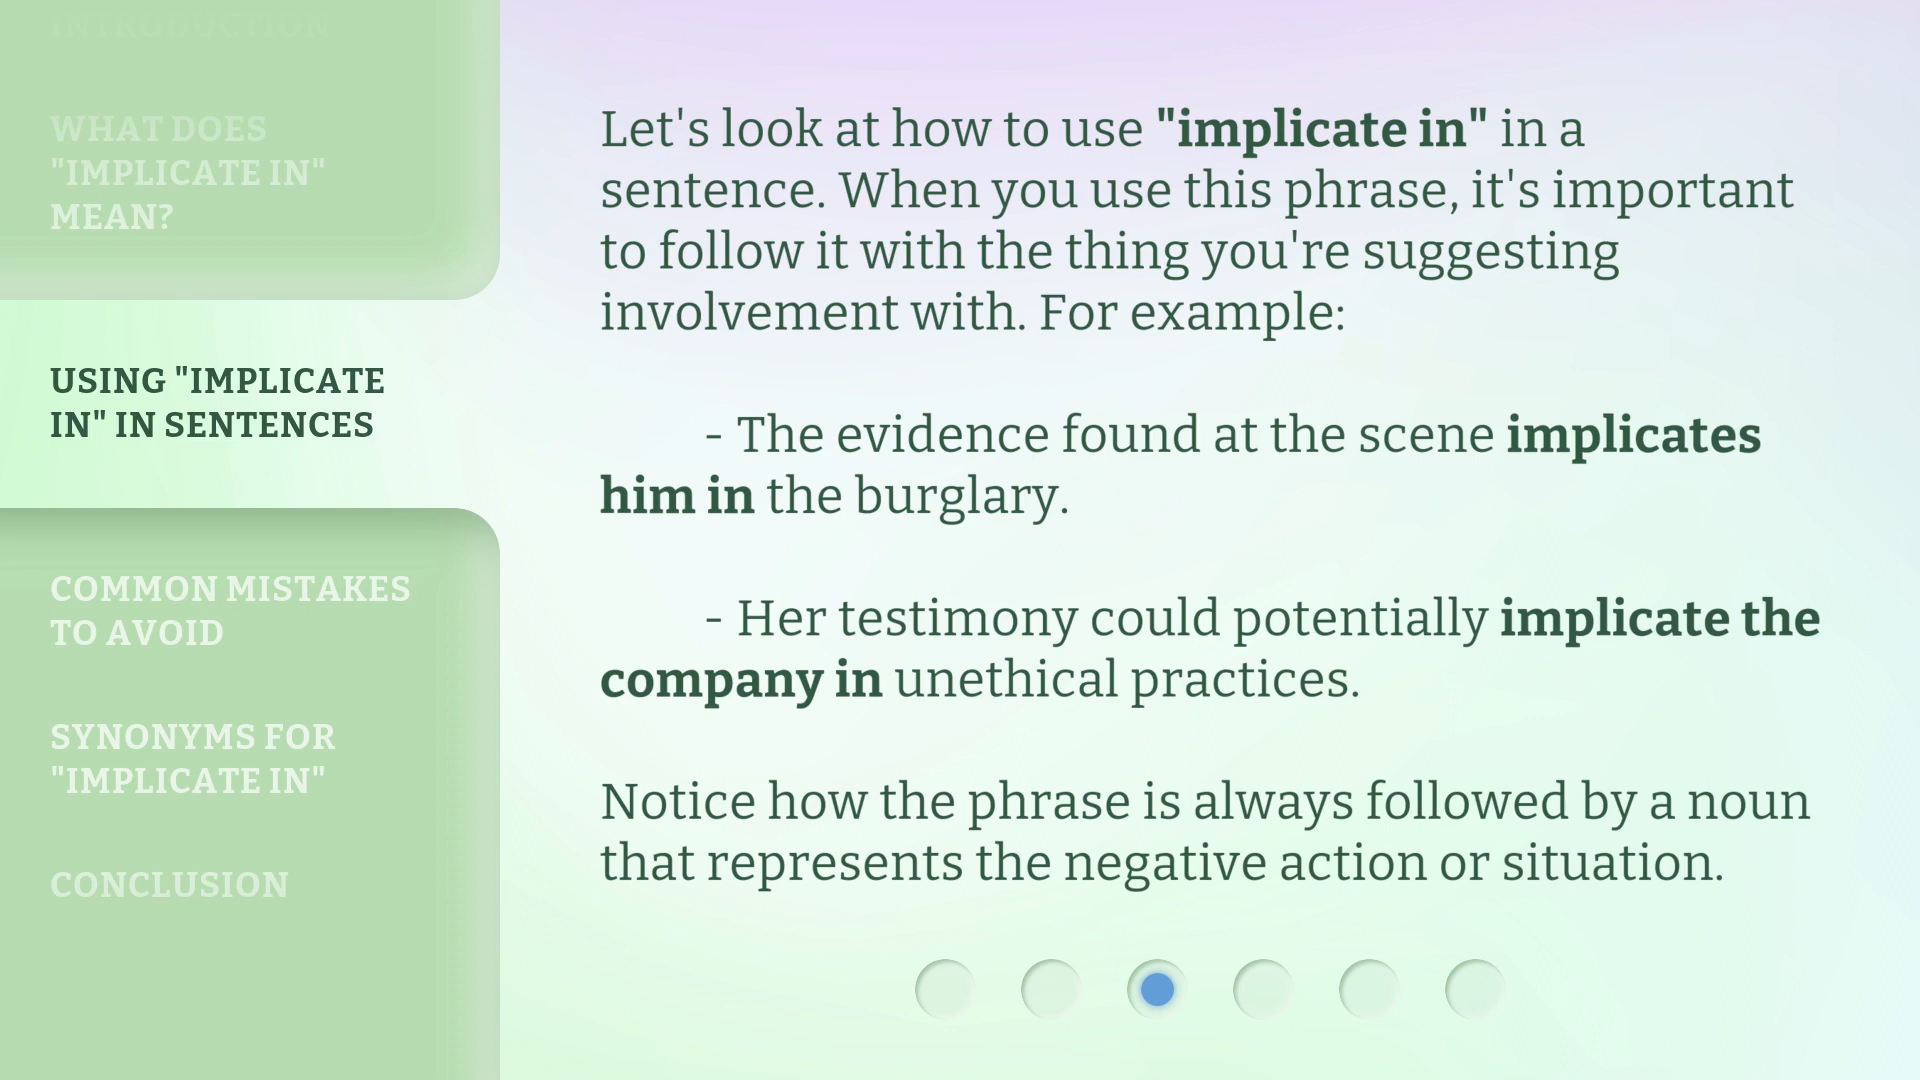 INTRODUCTION
WHAT DOES
"IMPLICATE IN"
MEAN?
USING "IMPLICATE
IN" IN SENTENCES
COMMON MISTAKES
TO AVOID
SYNONYMS FOR
"IMPLICATE IN"
CONCLUSION
Let's look at how to use "implicate in" in a
sentence. When you use this phrase, it's important
to follow it with the thing you're suggesting
involvement with. For example:
- The evidence found at the scene implicates
him in the burglary.
- Her testimony could potentially implicate the
company in unethical practices.
Notice how the phrase is always followed by a noun
that represents the negative action or situation.